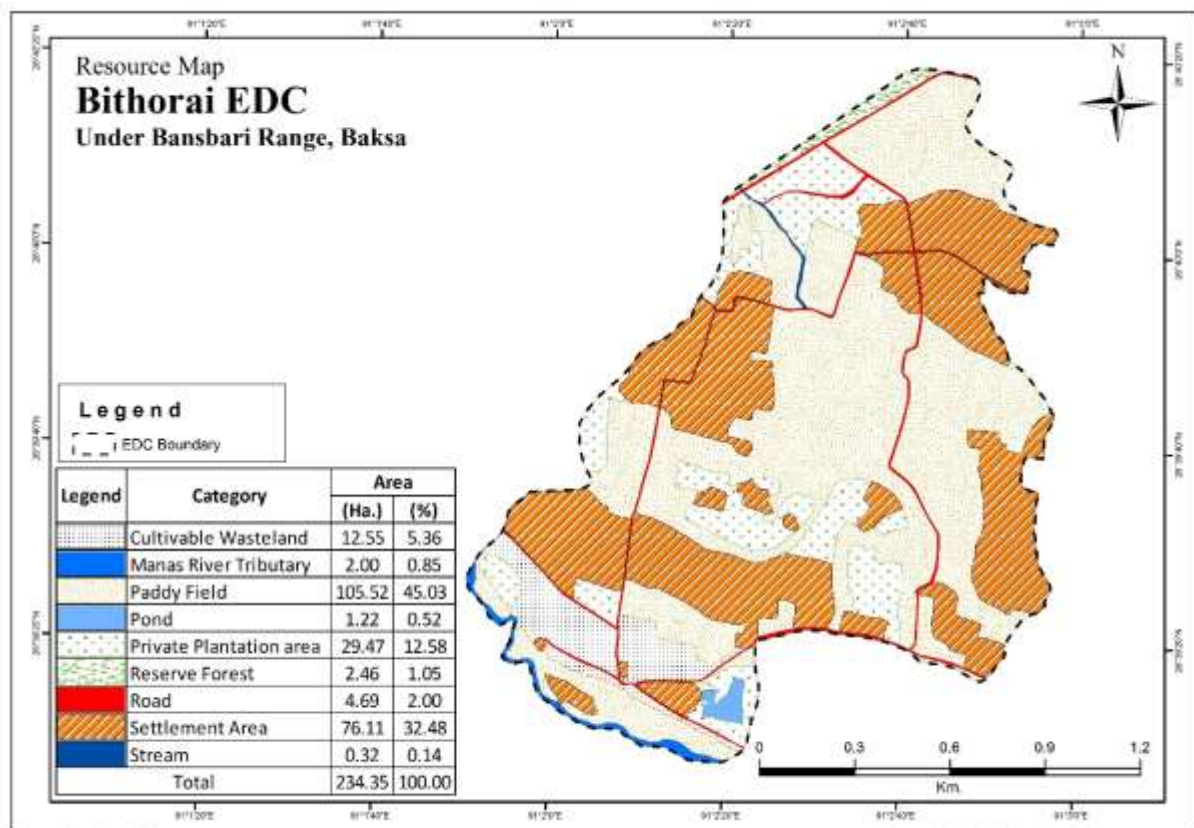 Resource Map
Bithorai EDC
Under Bansbari Range, Baksa
N
Legend
EDC Boundary
Legend Category Area
(Ha.) (%)
Cultivable Wasteland 12.55 5.36
Manas River Tributary 2.00 0.85
Paddy Field 105.52 45.03
Pond 1.22 0.52
Private Plantation area 29.47 12.58
Reserve Forest 2.46 1.05
Road 4.69 2.00
Settlement Area 76.11 32.48
Stream 0.32 0.14
Total 234.35 100.00
0 0.3 0.6 0.9 1.2
Km.